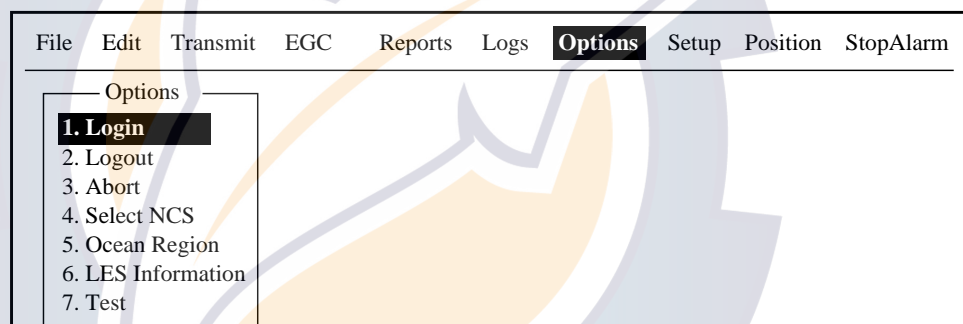 File Edit Transmit EGC Reports Logs Options Setup Position StopAlarm
Options
1. Login
2. Logout
3. Abort
4. Select NCS
5. Ocean Region
6. LES Information
7. Test